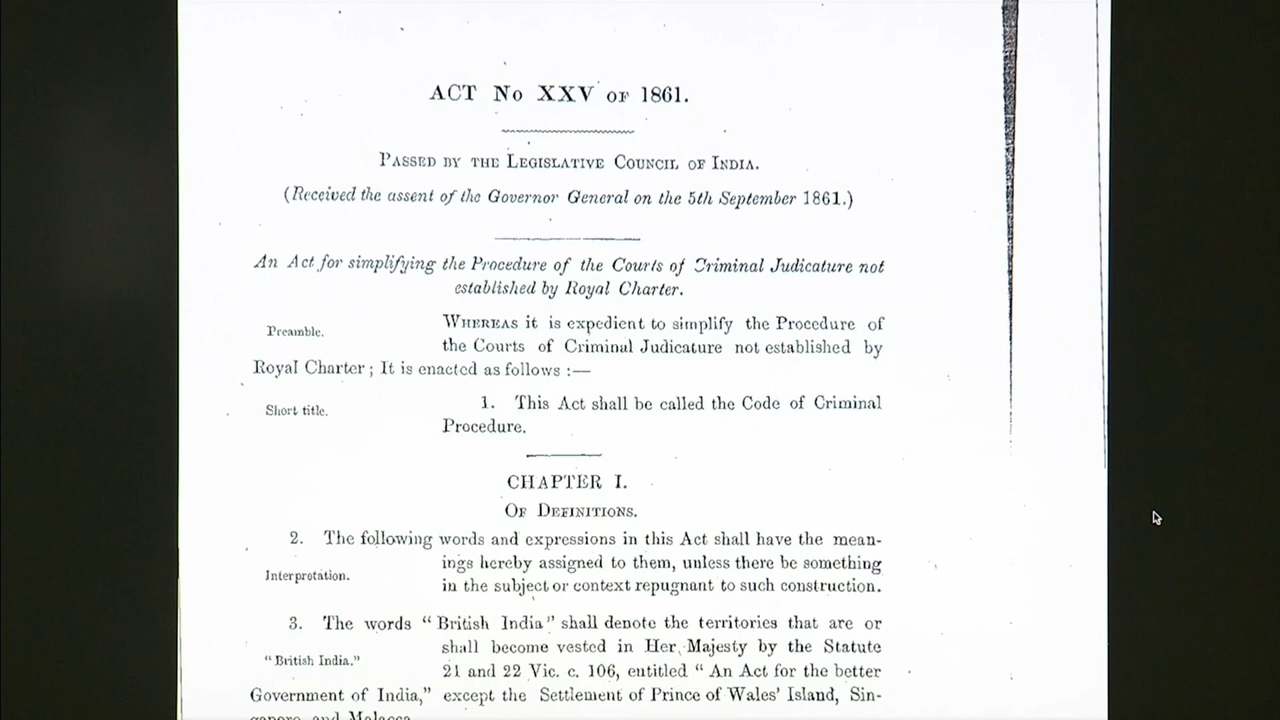 ACT No XXV OF 1861.
PASSED BY THE LEGISLATIVE COUNCIL OF INDIA.
(Received the assent of the Governor General on the 5th September 1861.)
An Act for simplifying the Procedure of the Courts of Criminal Judicature not
established by Royal Charter.
Preamble.
WHEREAS it is expedient to simplify the Procedure of
the Courts of Criminal Judicature not established by
Royal Charter; It is enacted as follows :—
Short title.
1. This Act shall be called the Code of Criminal
Procedure.
CHAPTER I.
OF DEFINITIONS.
2. The following words and expressions in this Act shall have the mean-
Interpretation.
ings hereby assigned to them, unless there be something
in the subject or context repugnant to such construction.
3. The words "British India" shall denote the territories that are or
"British India."
shall become vested in Her Majesty by the Statute
21 and 22 Vic. c. 106, entitled "An Act for the better
Government of India," except the Settlement of Prince of Wales' Island, Sin-
gapore and Malacca